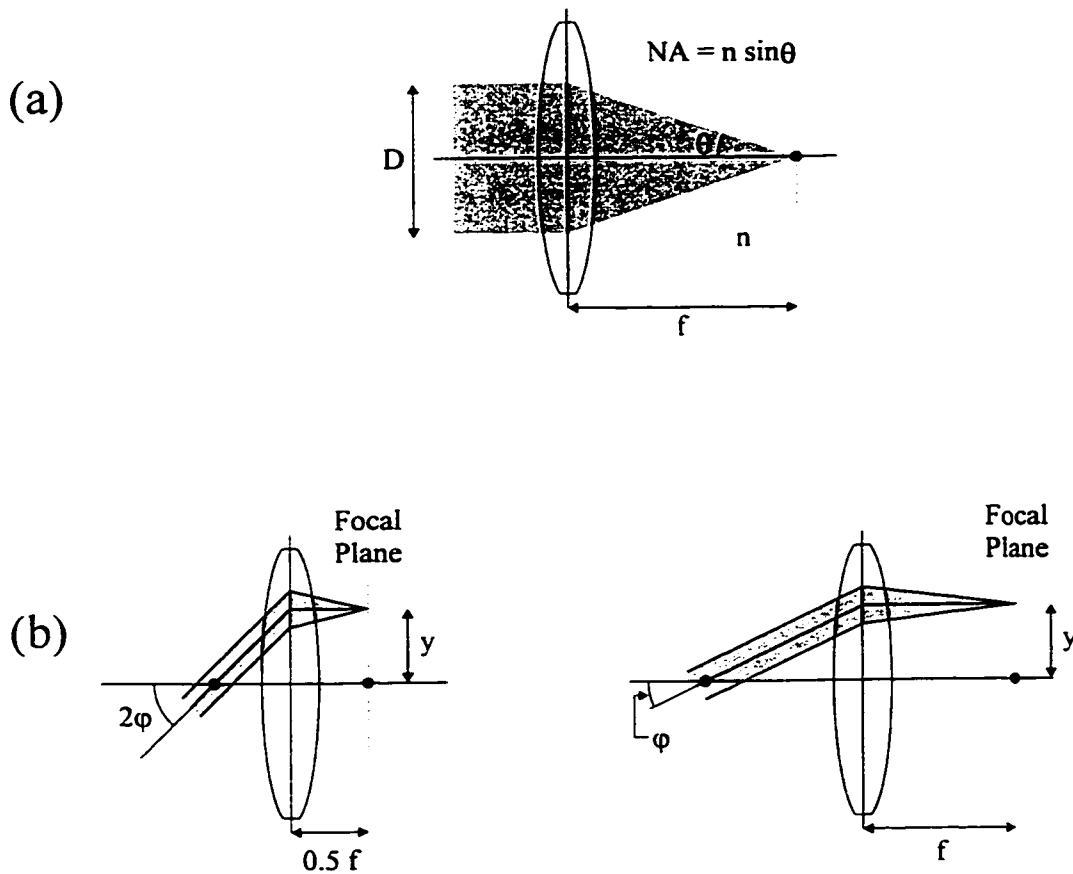 (a)
NA = n sinθ
D
θ
n
f
(b)
Focal
Plane
y
2φ
0.5 f
Focal
Plane
y
φ
f